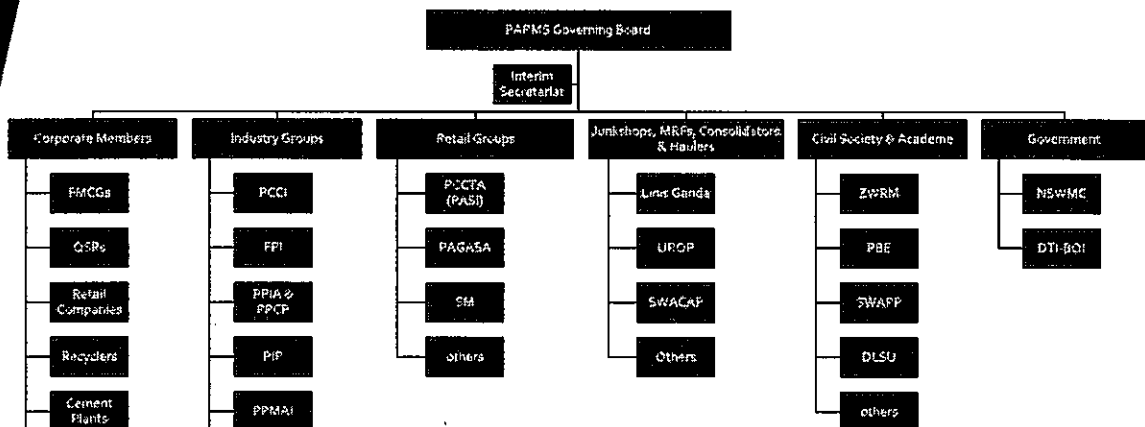 PARMS Governing Board
Interim
Secretariat
Corporate Members
FMCGs
QSRs
Retail
Companies
Recyclers
Cement
Plants
Industry Groups
PCCI
FPI
PPIA &
PPCP
PIP
PPMAI
Retail Groups
PCCTA
(PASI)
PAGASA
SM
others
Junkshops, MRFs, Consolidators
& Haulers
Linis Ganda
UROP
SWACAP
Others
Civil Society & Academe
ZWRM
PBE
SWAPP
DLSU
others
Government
NSWMC
DTI-BOI